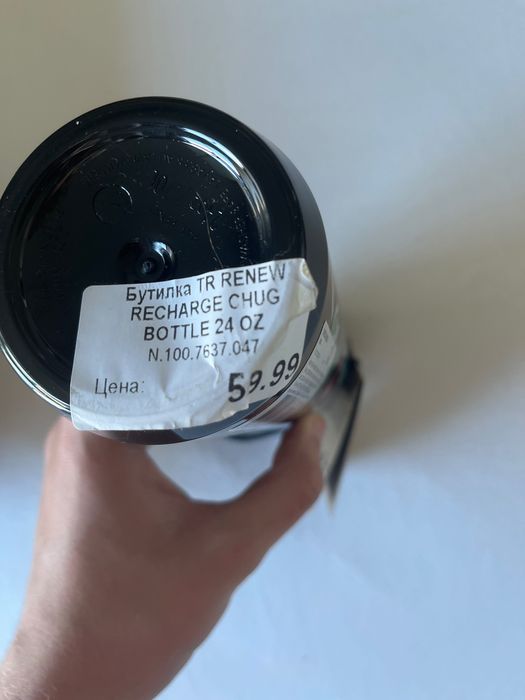 Бутилка TR RENEW
RECHARGE CHUG
BOTTLE 24 OZ
N.100.7637.047
Цена: 59.99